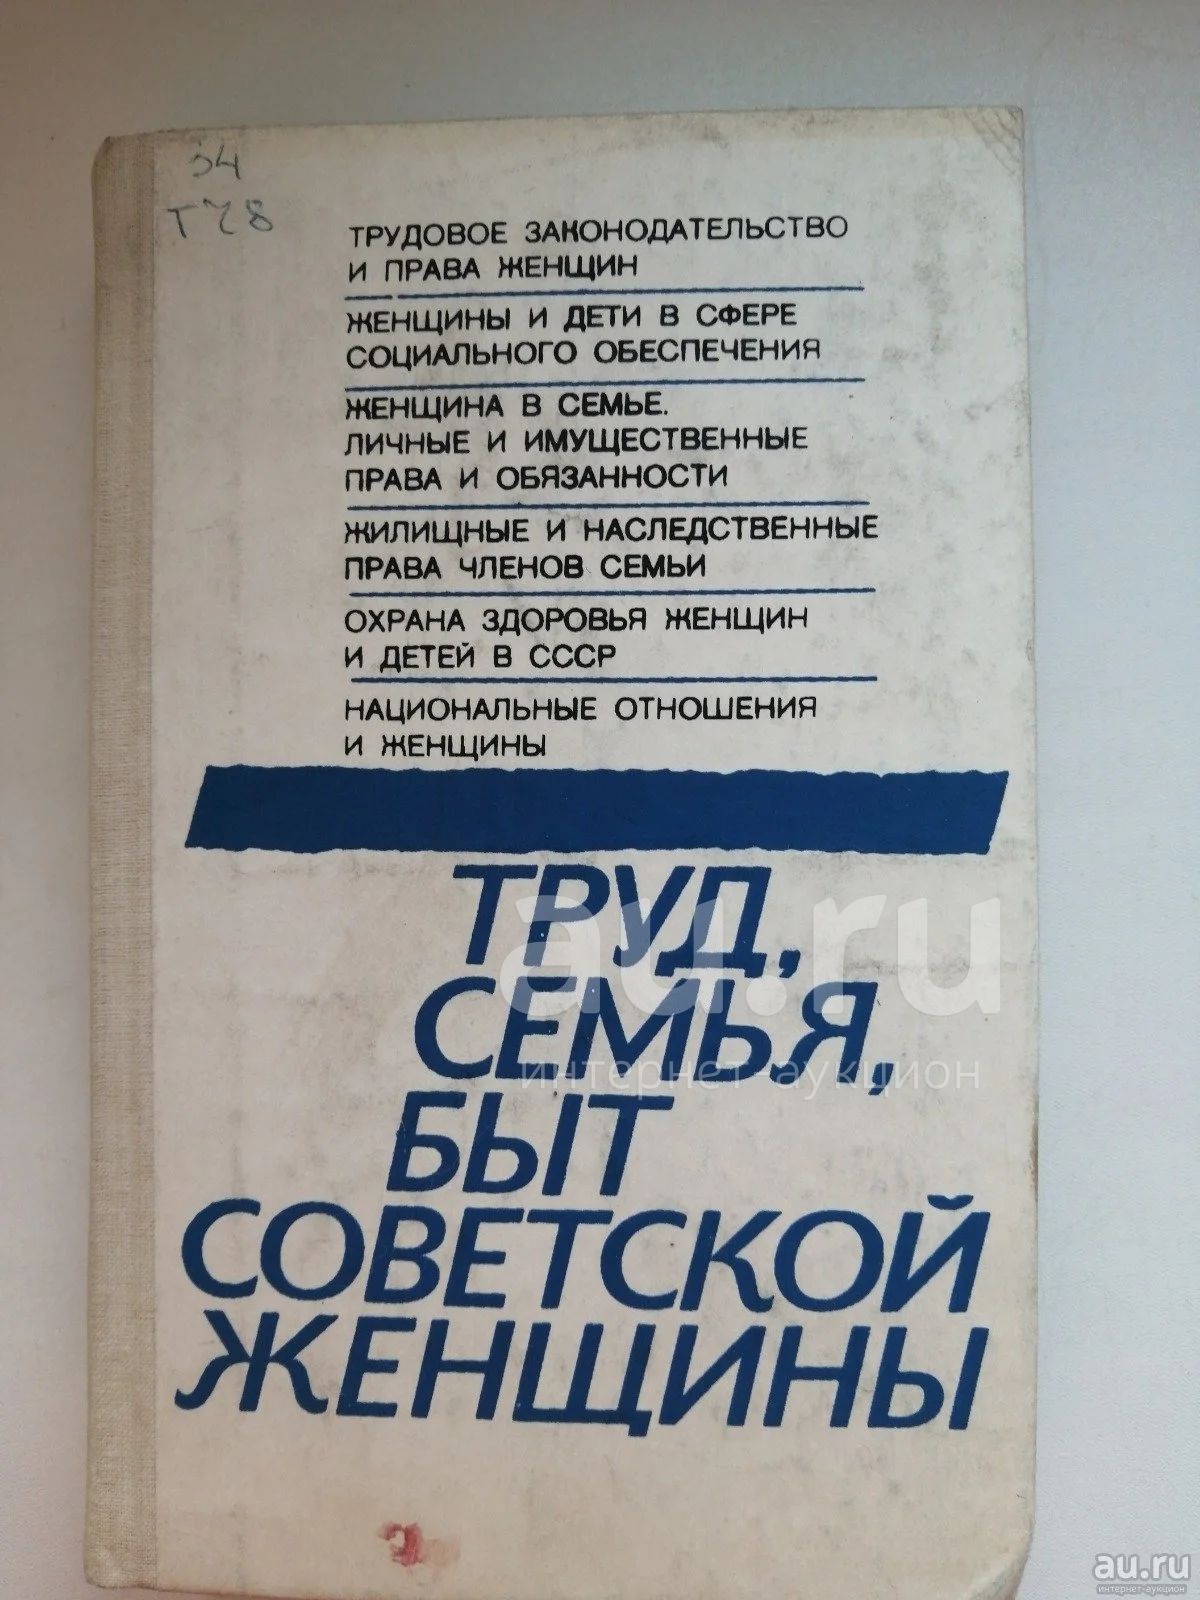 34
Т 78
ТРУДОВОЕ ЗАКОНОДАТЕЛЬСТВО
И ПРАВА ЖЕНЩИН
ЖЕНЩИНЫ И ДЕТИ В СФЕРЕ
СОЦИАЛЬНОГО ОБЕСПЕЧЕНИЯ
ЖЕНЩИНА В СЕМЬЕ.
ЛИЧНЫЕ И ИМУЩЕСТВЕННЫЕ
ПРАВА И ОБЯЗАННОСТИ
ЖИЛИЩНЫЕ И НАСЛЕДСТВЕННЫЕ
ПРАВА ЧЛЕНОВ СЕМЬИ
ОХРАНА ЗДОРОВЬЯ ЖЕНЩИН
И ДЕТЕЙ В СССР
НАЦИОНАЛЬНЫЕ ОТНОШЕНИЯ
И ЖЕНЩИНЫ
ТРУД,
СЕМЬЯ,
БЫТ
СОВЕТСКОЙ
ЖЕНЩИНЫ
au.ru
интернет-аукцион
au.ru
интернет-аукцион